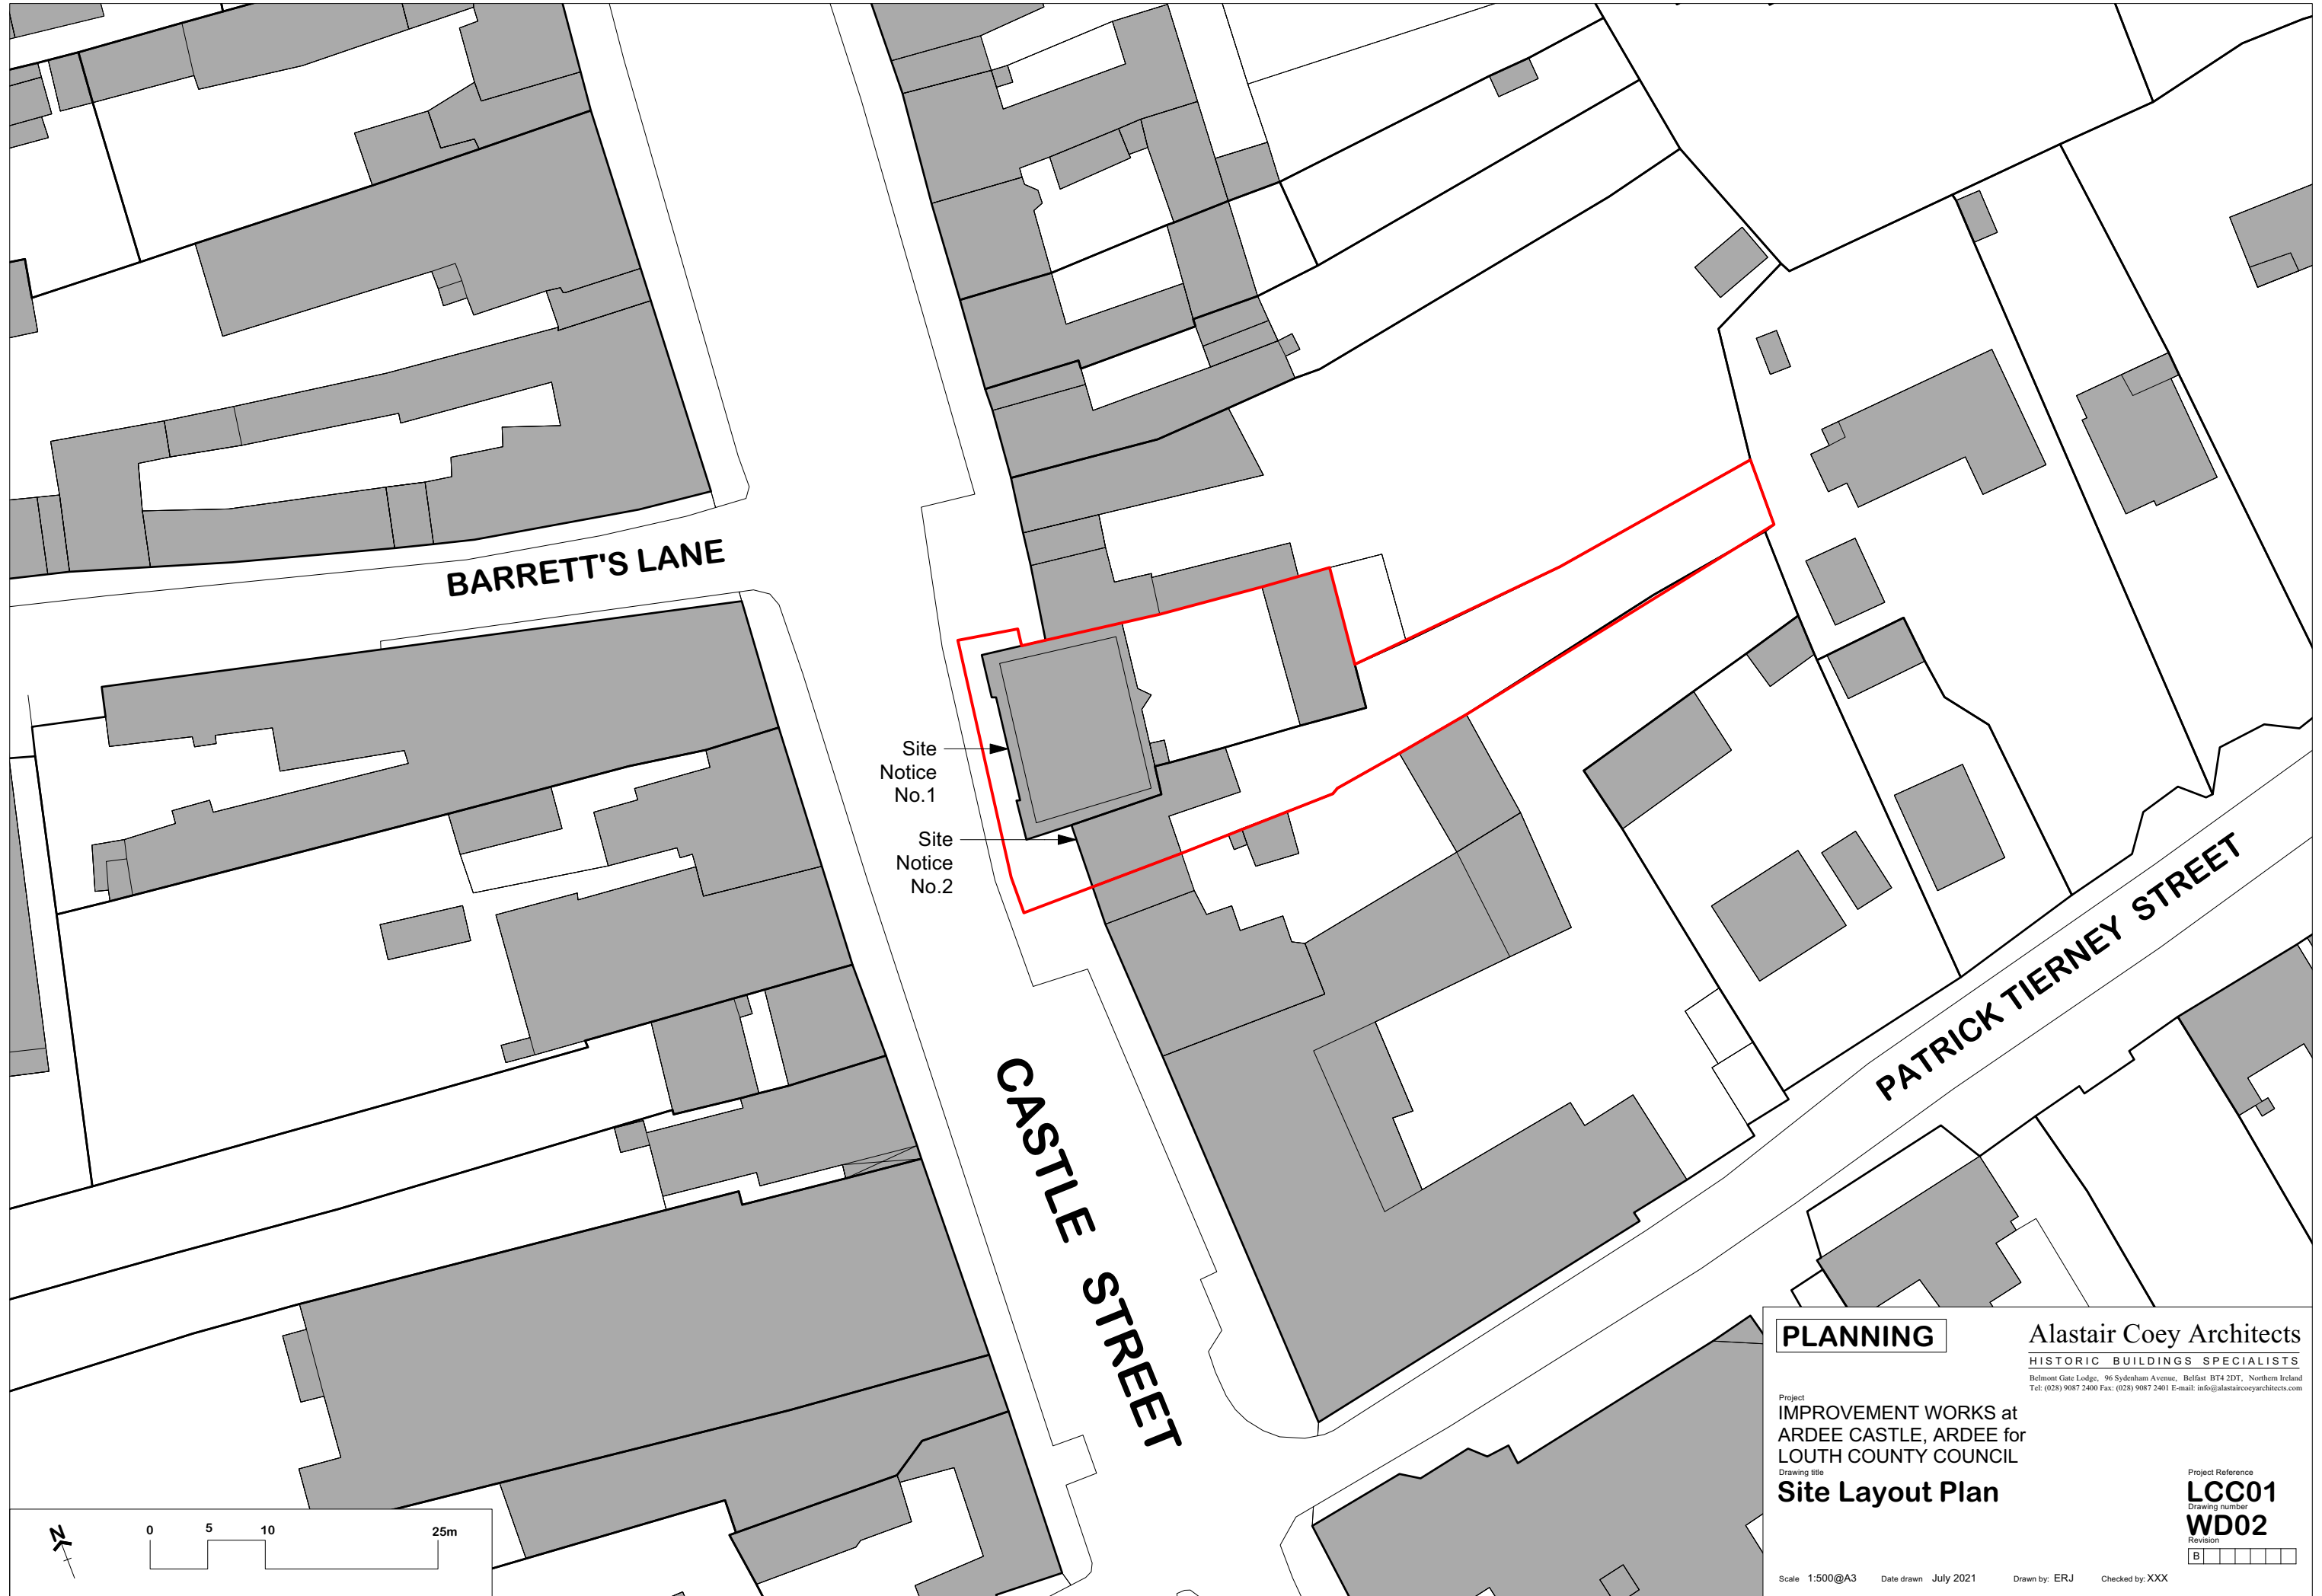 BARRETT'S LANE
Site
Notice
No.1
Site
Notice
No.2
CASTLE STREET
PATRICK TIERNEY STREET
N
0 5 10 25m
PLANNING
Alastair Coey Architects
HISTORIC BUILDINGS SPECIALISTS
Belmont Gate Lodge, 96 Sydenham Avenue, Belfast BT4 2DT, Northern Ireland
Tel: (028) 9087 2400 Fax: (028) 9087 2401 E-mail: info@alastaircoeyarchitects.com
Project
IMPROVEMENT WORKS at
ARDEE CASTLE, ARDEE for
LOUTH COUNTY COUNCIL
Drawing title
Site Layout Plan
Project Reference
LCC01
Drawing number
WD02
Revision
B
Scale 1:500@A3 Date drawn July 2021 Drawn by: ERJ Checked by: XXX